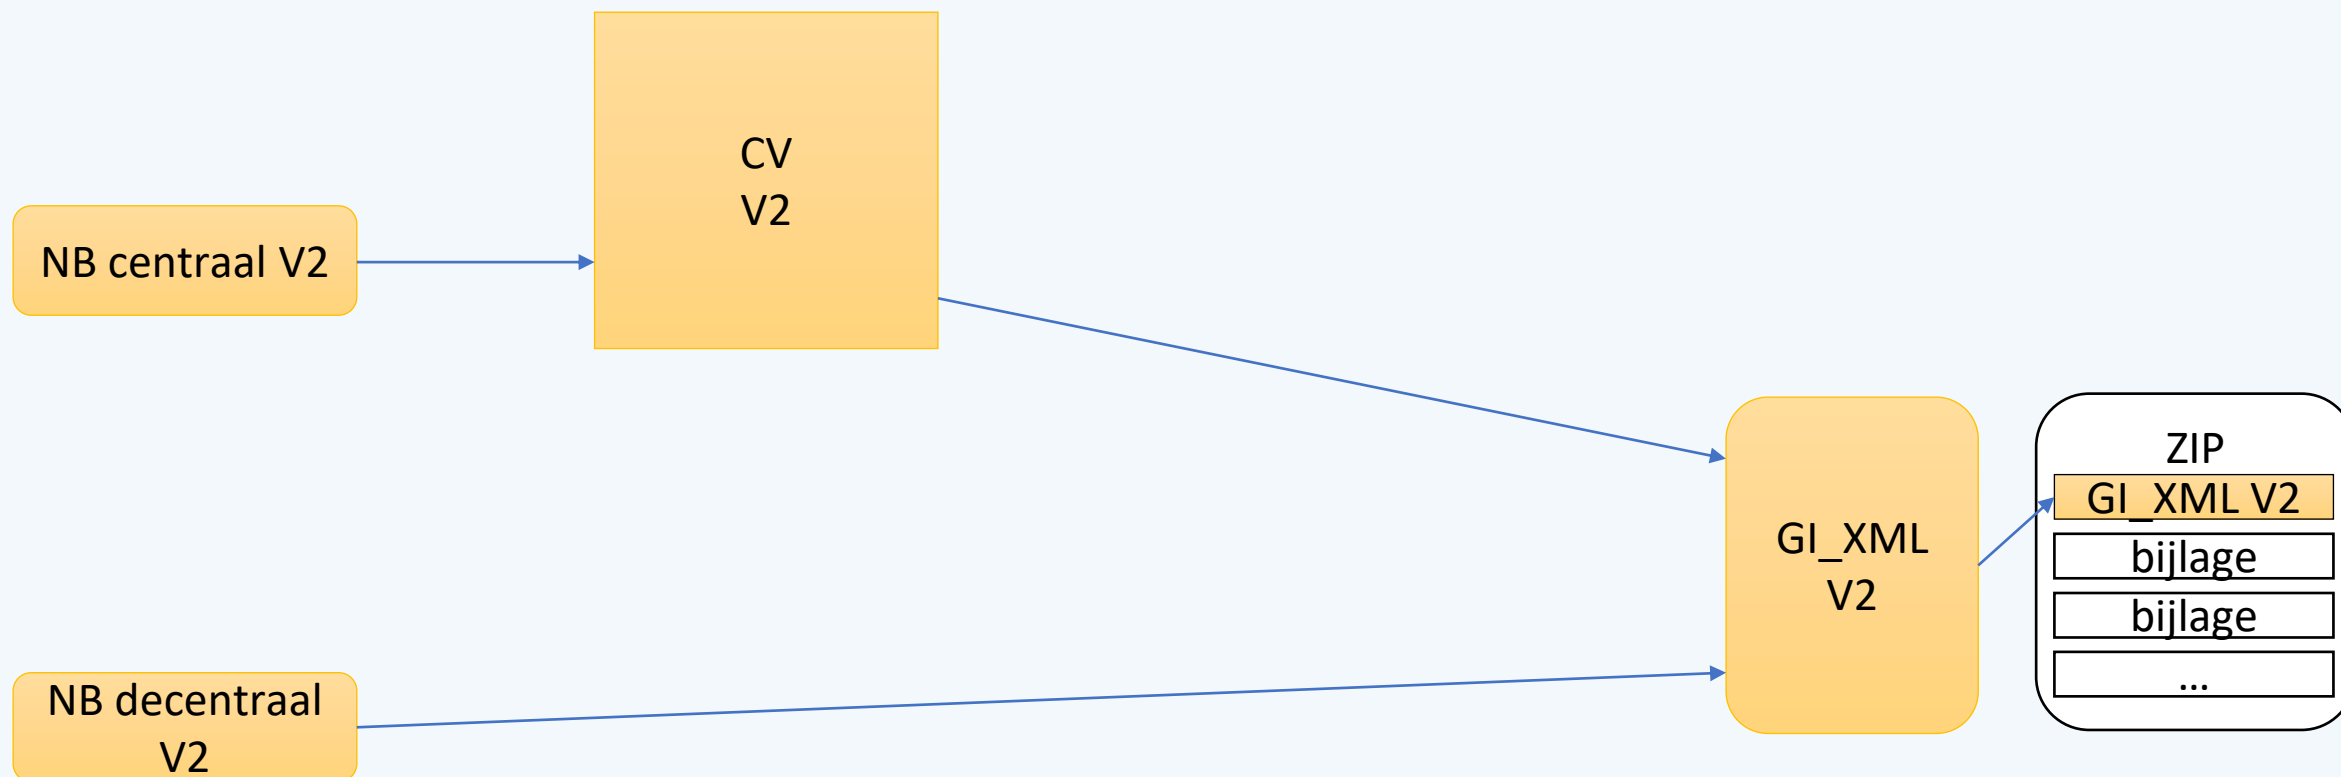 CV
V2
NB centraal V2
ZIP
GI_XML V2
GI_XML
V2
bijlage
bijlage
...
NB decentraal
V2